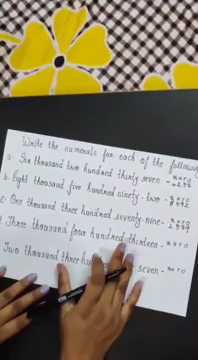 Write the numerals for each of the following
a. Six thousand two hundred thirty seven -
b. Eight thousand five hundred ninety-two -
c. One thousand three hundred seventy-nine -
Three thousand four hundred thirteen -
Two thousand three seven -